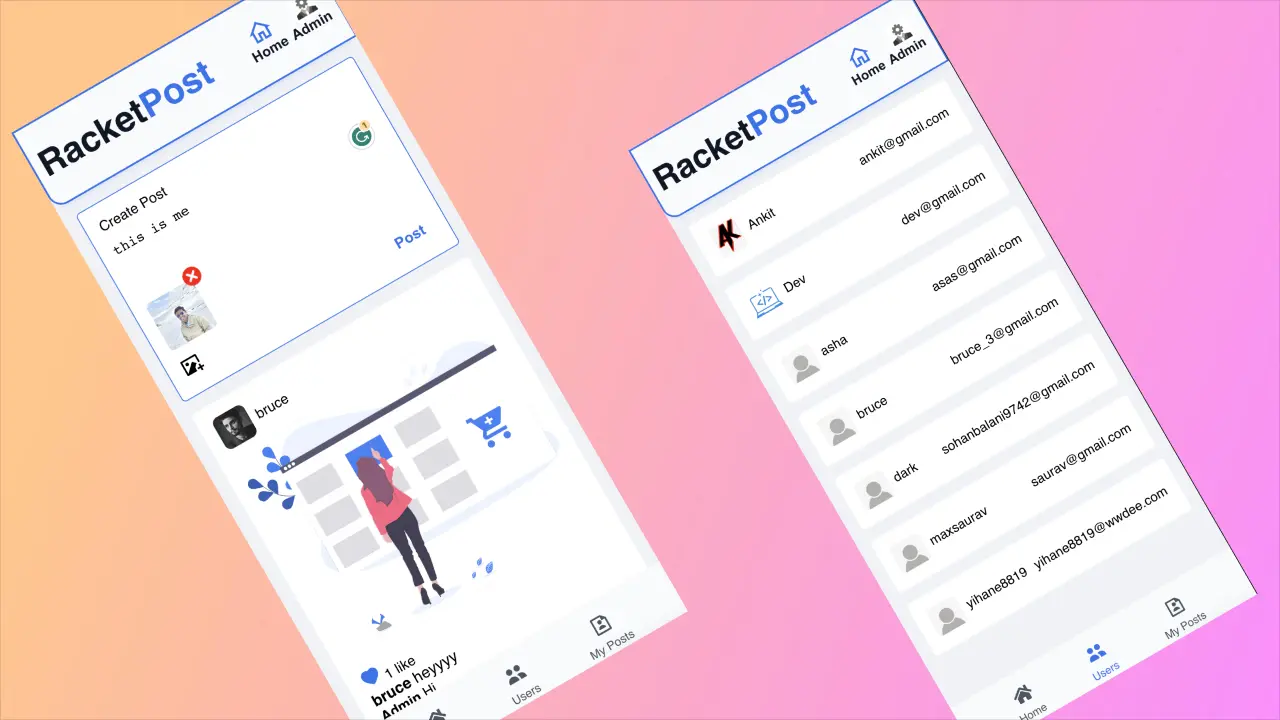 RacketPost
Home
Admin
Create Post
this is me
1
Post
bruce
1 like
bruce heyyyy
Admin Hi
Users
My Posts
RacketPost
Home
Admin
Ankit
ankit@gmail.com
Dev
dev@gmail.com
asha
asas@gmail.com
bruce
bruce_3@gmail.com
dark
sohanbalani9742@gmail.com
maxsaurav
saurav@gmail.com
yihane8819
yihane8819@wwdee.com
Home
Users
My Posts